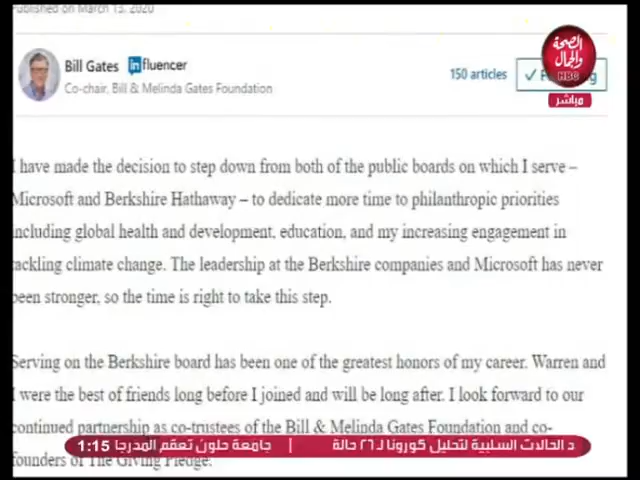 Published on March 13, 2020
Bill Gates
influencer
Co-chair, Bill & Melinda Gates Foundation
150 articles
الصحة
والجمال
HBC
مباشر
I have made the decision to step down from both of the public boards on which I serve –
Microsoft and Berkshire Hathaway – to dedicate more time to philanthropic priorities
including global health and development, education, and my increasing engagement in
tackling climate change. The leadership at the Berkshire companies and Microsoft has never
been stronger, so the time is right to take this step.
Serving on the Berkshire board has been one of the greatest honors of my career. Warren and
I were the best of friends long before I joined and will be long after. I look forward to our
continued partnership as co-trustees of the Bill & Melinda Gates Foundation and co-
founders of The Giving Pledge.
د الحالات السلبية لتحليل كورونا لـ ٢٦ حالة | جامعة حلون تعقم المدرجا 1:15